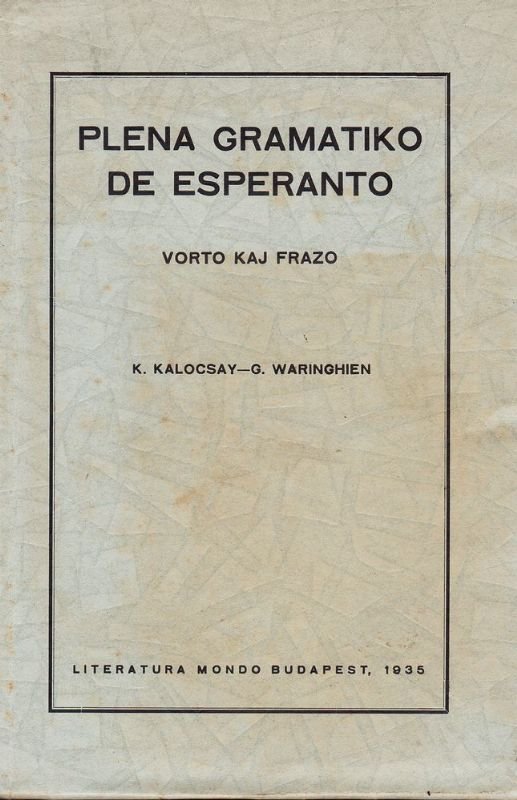 PLENA GRAMATIKO
DE ESPERANTO
VORTO KAJ FRAZO
K. KALOCSAY—G. WARINGHIEN
LITERATURA MONDO BUDAPEST, 1935